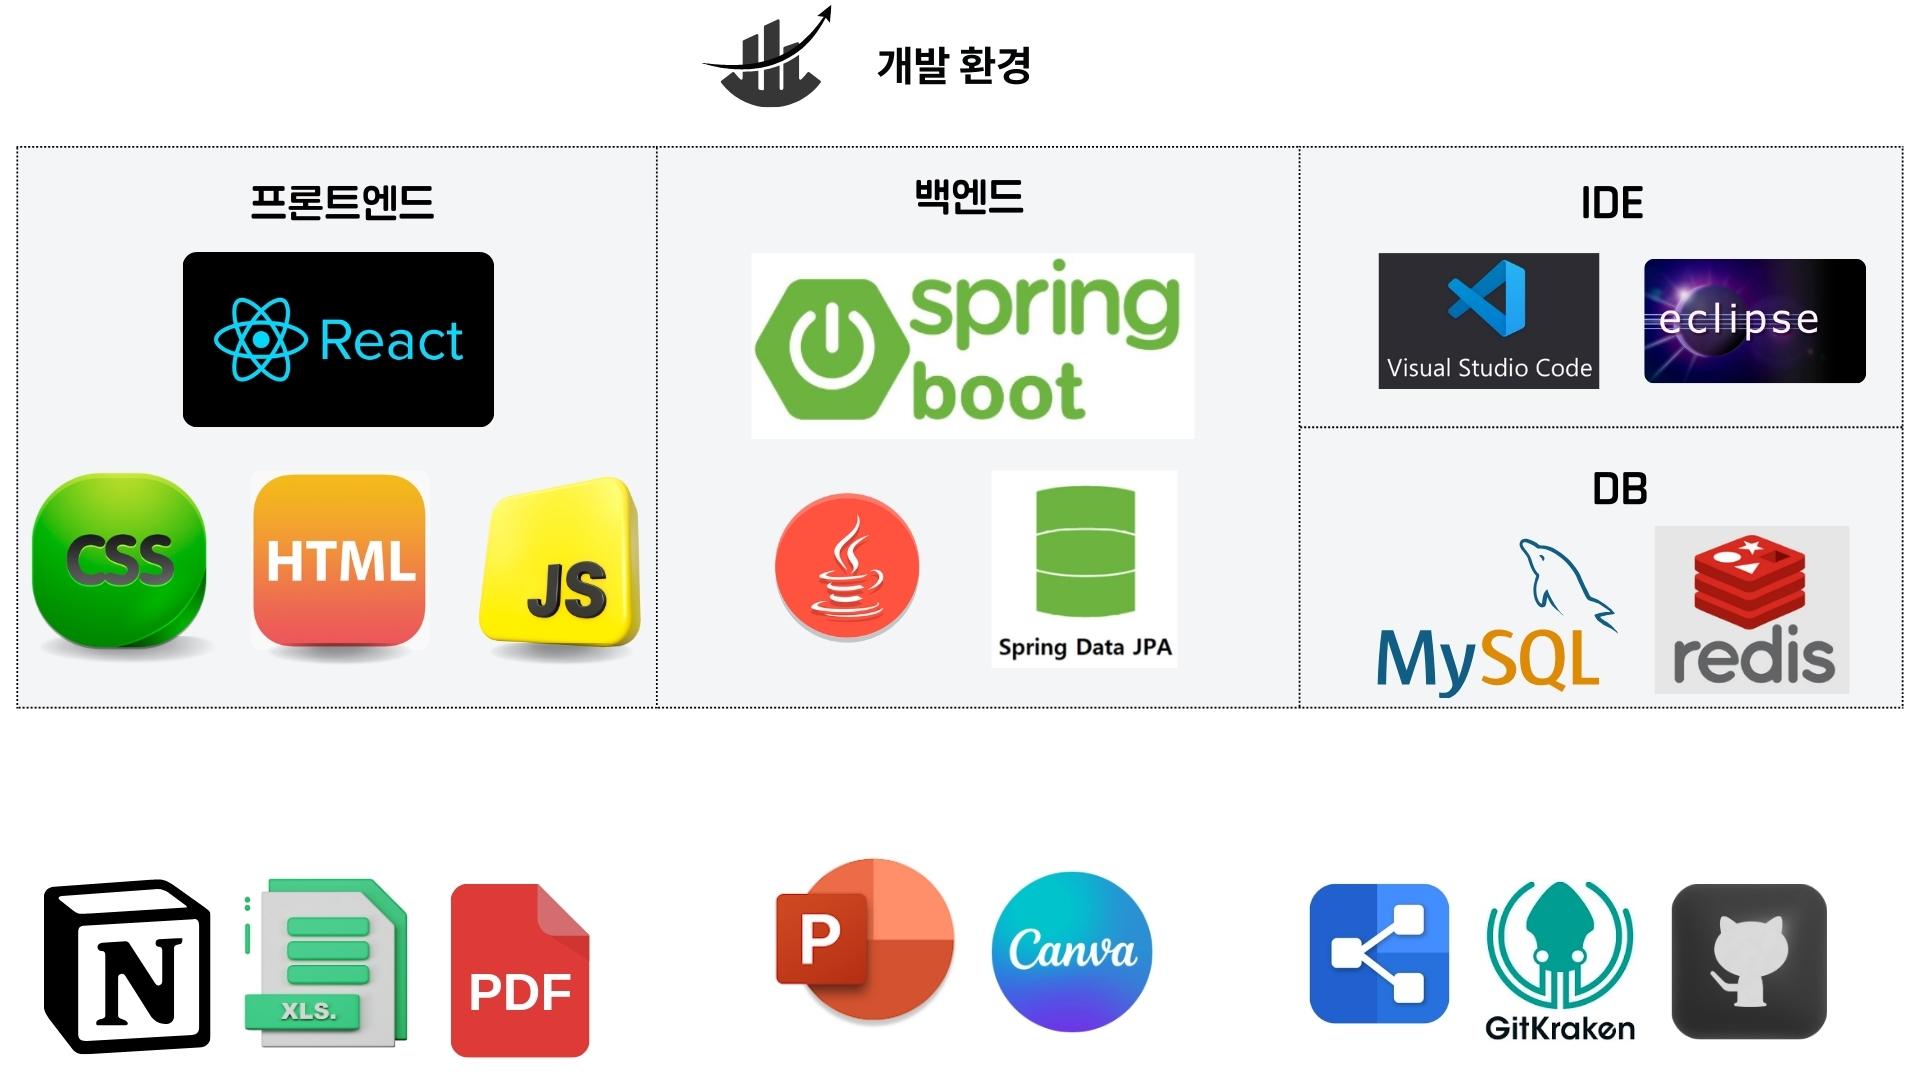 개발 환경
프론트엔드
React
CSS
HTML
JS
백엔드
spring
boot
Spring Data JPA
IDE
Visual Studio Code
eclipse
DB
MySQL
redis
N
XLS.
PDF
P
Canva
GitKraken